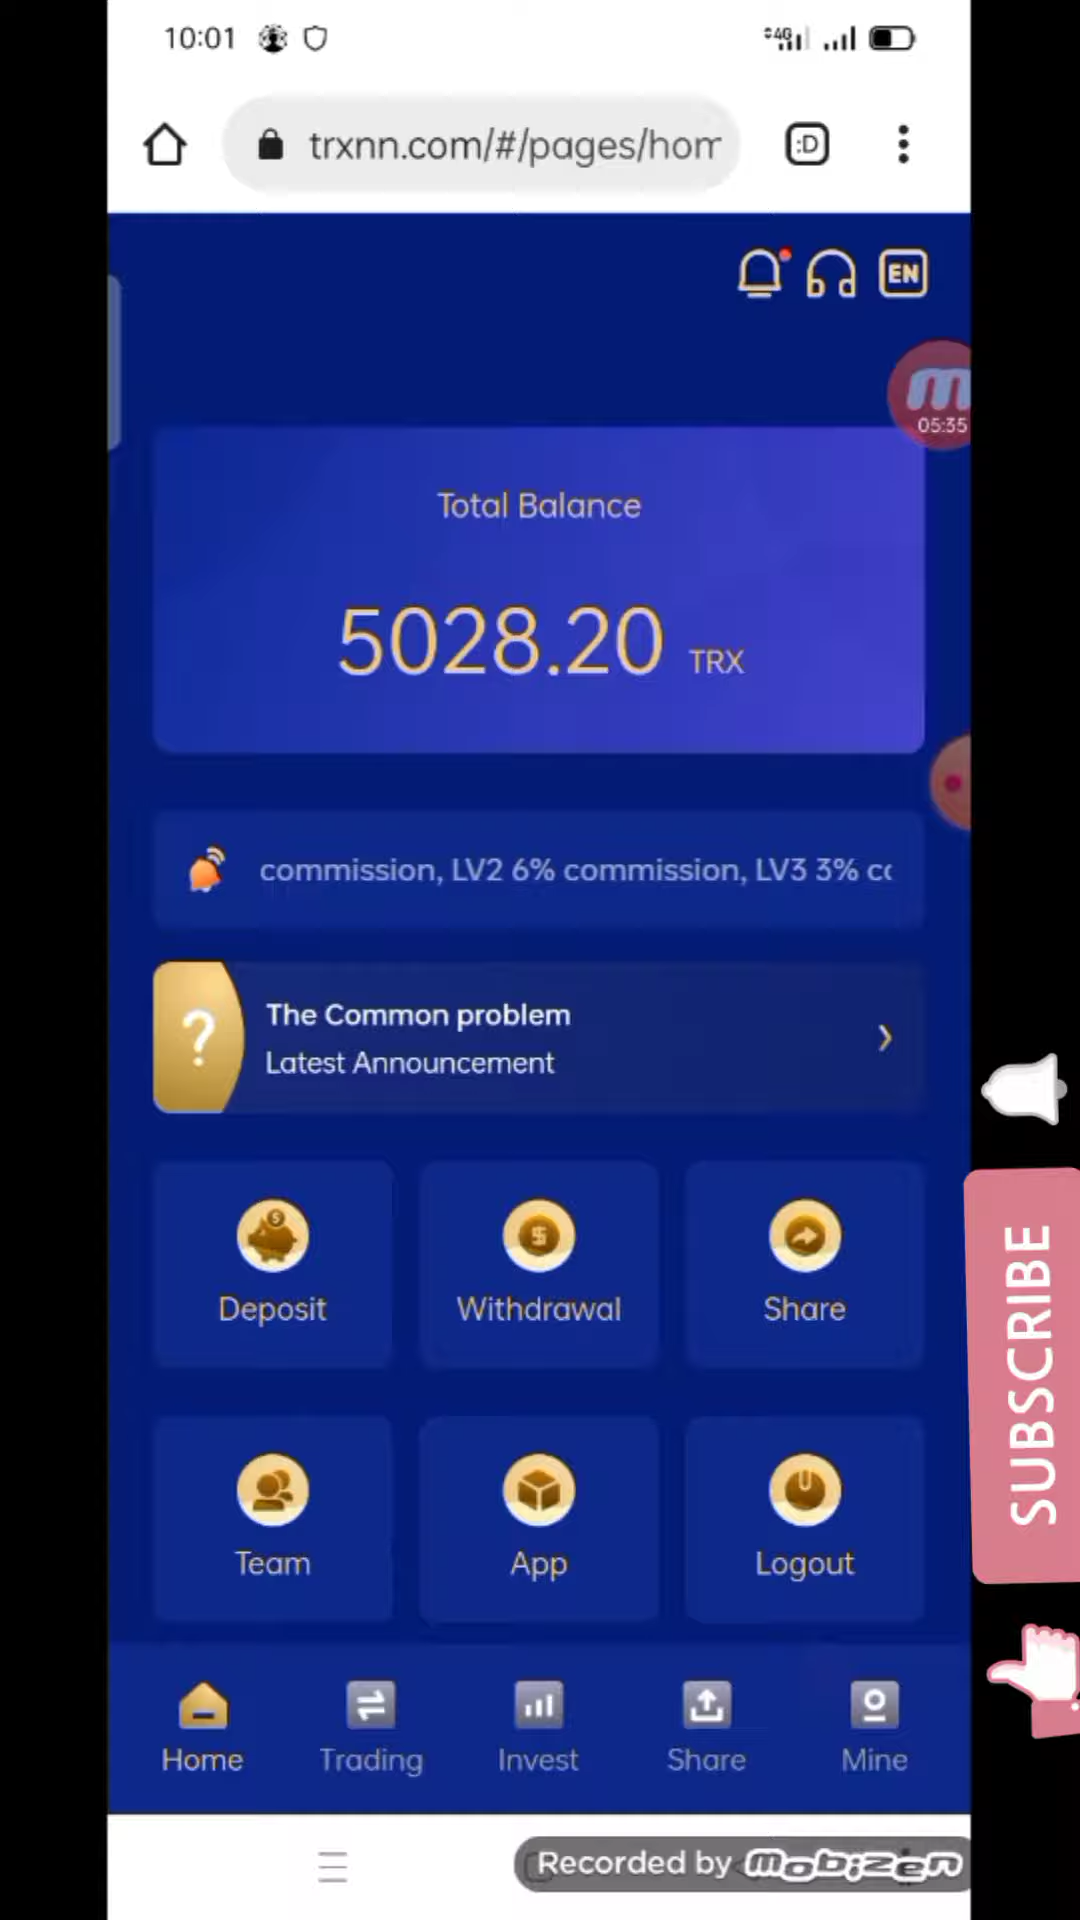 10:01
4G
trxnn.com/#/pages/hom
:D
EN
m
05:35
Total Balance
5028.20 TRX
commission, LV2 6% commission, LV3 3% co
?
The Common problem
Latest Announcement
Deposit
Withdrawal
Share
Team
App
Logout
SUBSCRIBE
Home
Trading
Invest
Share
Mine
Recorded by mobizen